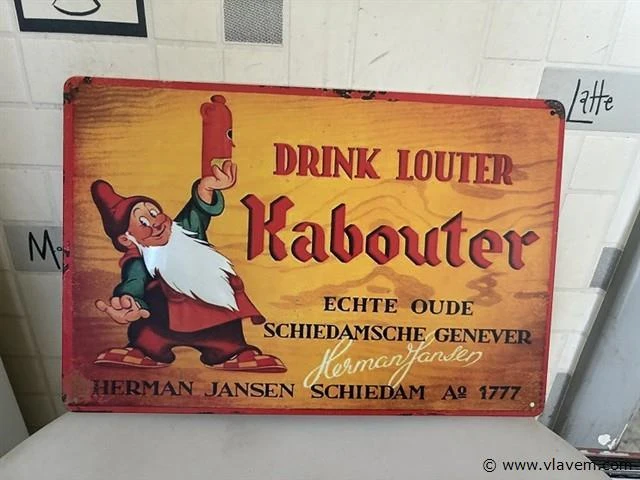 Latte
DRINK LOUTER
Kabouter
ECHTE OUDE
SCHIEDAMSCHE GENEVER
Herman Jansen
HERMAN JANSEN SCHIEDAM Aº 1777
© www.vlavem.com